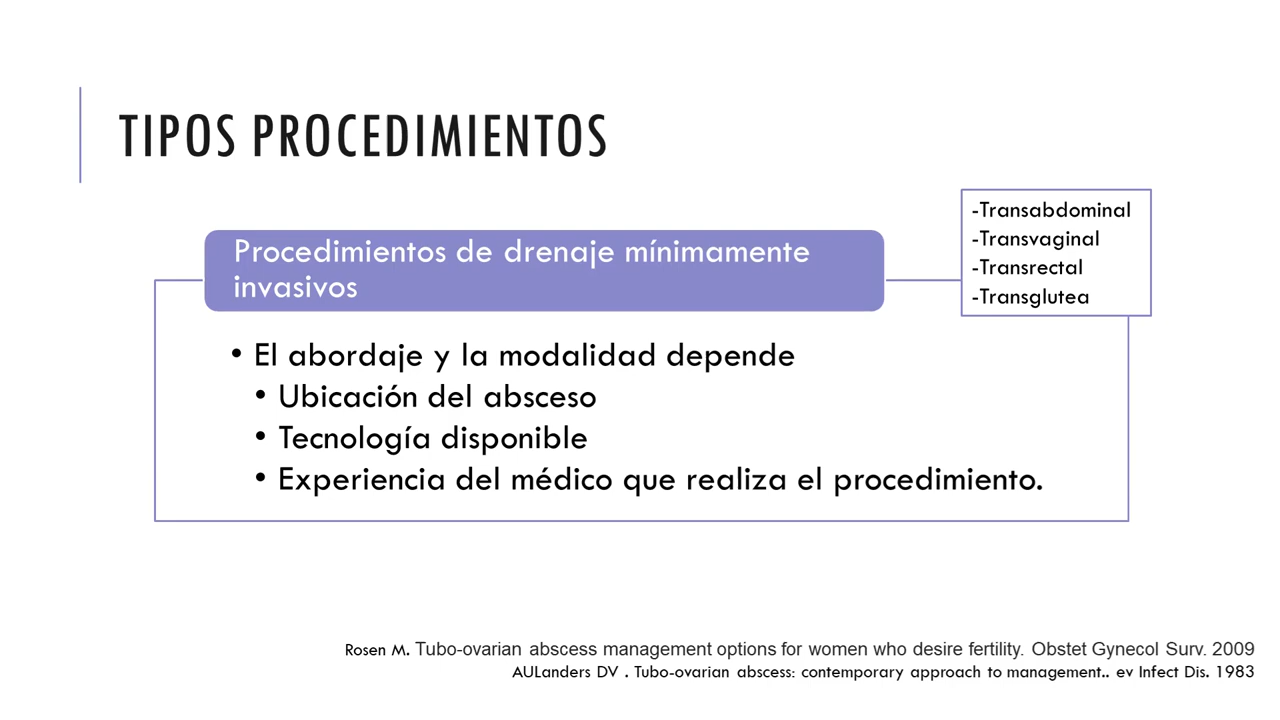 TIPOS PROCEDIMIENTOS
Procedimientos de drenaje mínimamente
invasivos
-Transabdominal
-Transvaginal
-Transrectal
-Transglutea
• El abordaje y la modalidad depende
• Ubicación del absceso
• Tecnología disponible
• Experiencia del médico que realiza el procedimiento.
Rosen M. Tubo-ovarian abscess management options for women who desire fertility. Obstet Gynecol Surv. 2009
AULanders DV . Tubo-ovarian abscess: contemporary approach to management.. ev Infect Dis. 1983